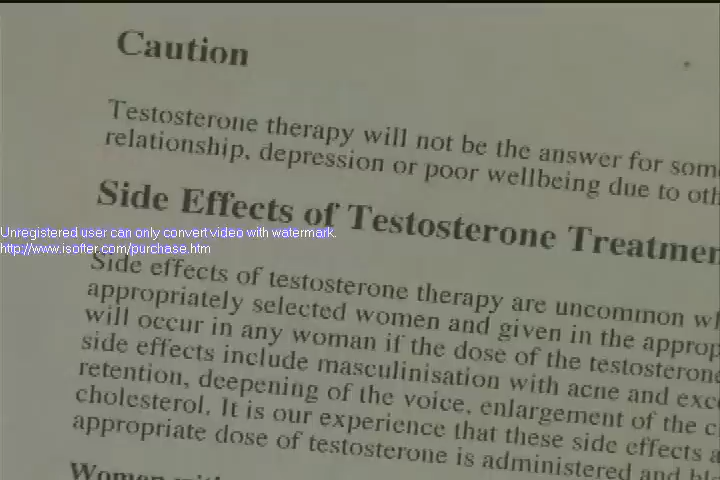 Caution
Testosterone therapy will not be the answer for som
relationship, depression or poor wellbeing due to oth
Side Effects of Testosterone Treatmen
Unregistered user can only convert video with watermark.
http://www.isofter.com/purchase.htm
Side effects of testosterone therapy are uncommon wh
appropriately selected women and given in the approp
will occur in any woman if the dose of the testosterone
side effects include masculinisation with acne and exce
retention, deepening of the voice, enlargement of the c
cholesterol. It is our experience that these side effects a
appropriate dose of testosterone is administered and bl
Women